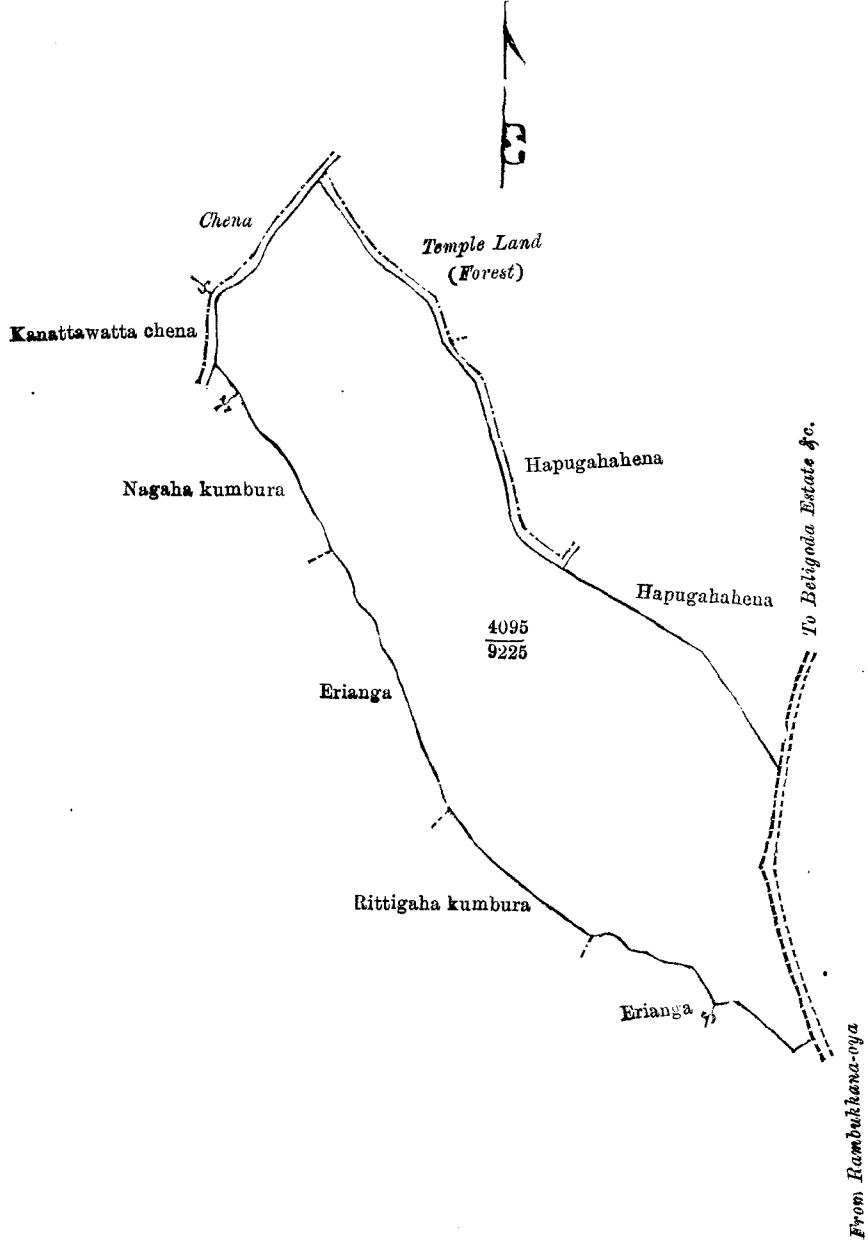 Chena
Temple Land
(Forest)
Kanattawatta chena
Hapugahahena
Nagaha kumbura
To Beligoda Estate &c.
Hapugahahena
4095
9225
Erianga
Rittigaha kumbura
Erianga
From Rambukkana-oya